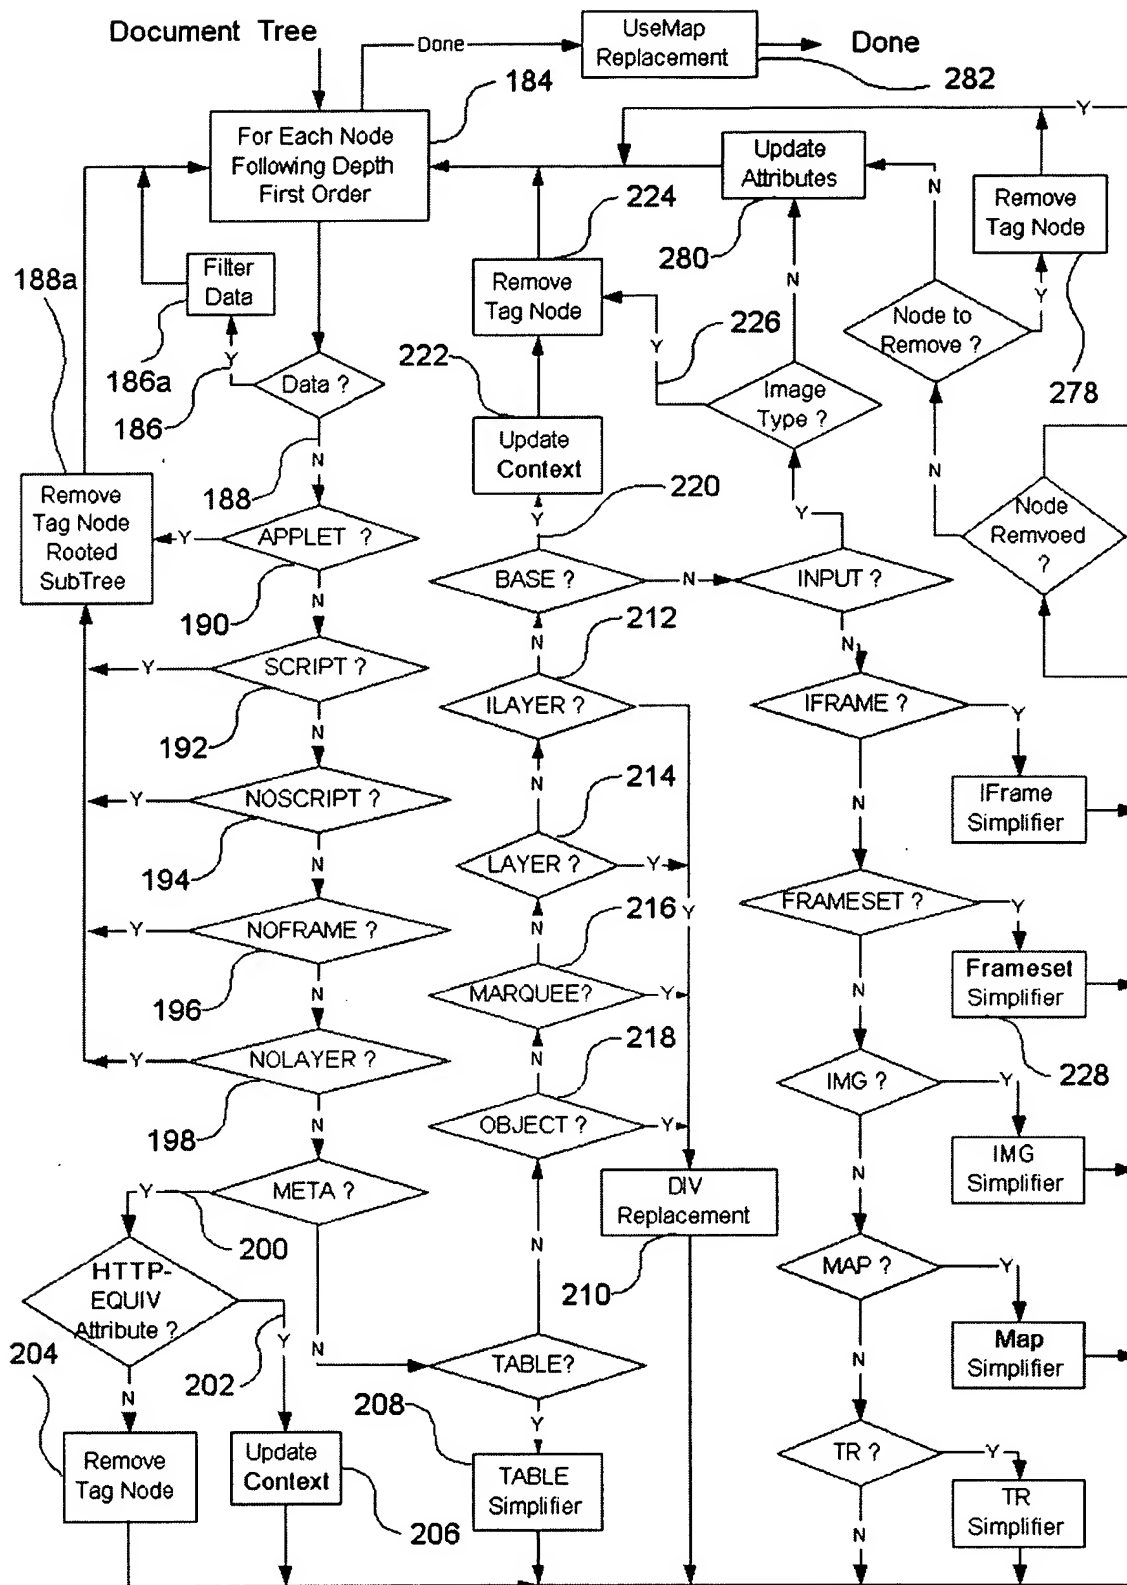 Document Tree
Done
UseMap
Replacement
Done
282
184
For Each Node
Following Depth
First Order
Y
Update
Attributes
280
N
Remove
Tag Node
278
224
Remove
Tag Node
N
Y
226
Y
Node to
Remove ?
188a
Filter
Data
186a
Y
186
Data ?
222
Update
Context
Image
Type ?
N
188
N
Remove
Tag Node
Rooted
SubTree
Y
APPLET ?
190
N
220
Y
BASE ?
N
INPUT ?
Y
Node
Remvoed
?
N
212
N
Y
SCRIPT ?
192
N
ILAYER ?
IFRAME ?
Y
IFrame
Simplifier
N
Y
NOSCRIPT ?
194
N
N
214
LAYER ?
Y
FRAMESET ?
Y
Frameset
Simplifier
228
N
Y
NOFRAME ?
196
N
N
216
Y
MARQUEE?
Y
Y
NOLAYER ?
198
N
N
218
OBJECT ?
Y
IMG ?
Y
IMG
Simplifier
N
Y
META ?
200
DIV
Replacement
210
N
MAP ?
Y
Map
Simplifier
N
HTTP-
EQUIV
Attribute ?
202
Y
N
TABLE?
204
N
Remove
Tag Node
Update
Context
206
208
Y
TABLE
Simplifier
TR ?
Y
TR
Simplifier
N